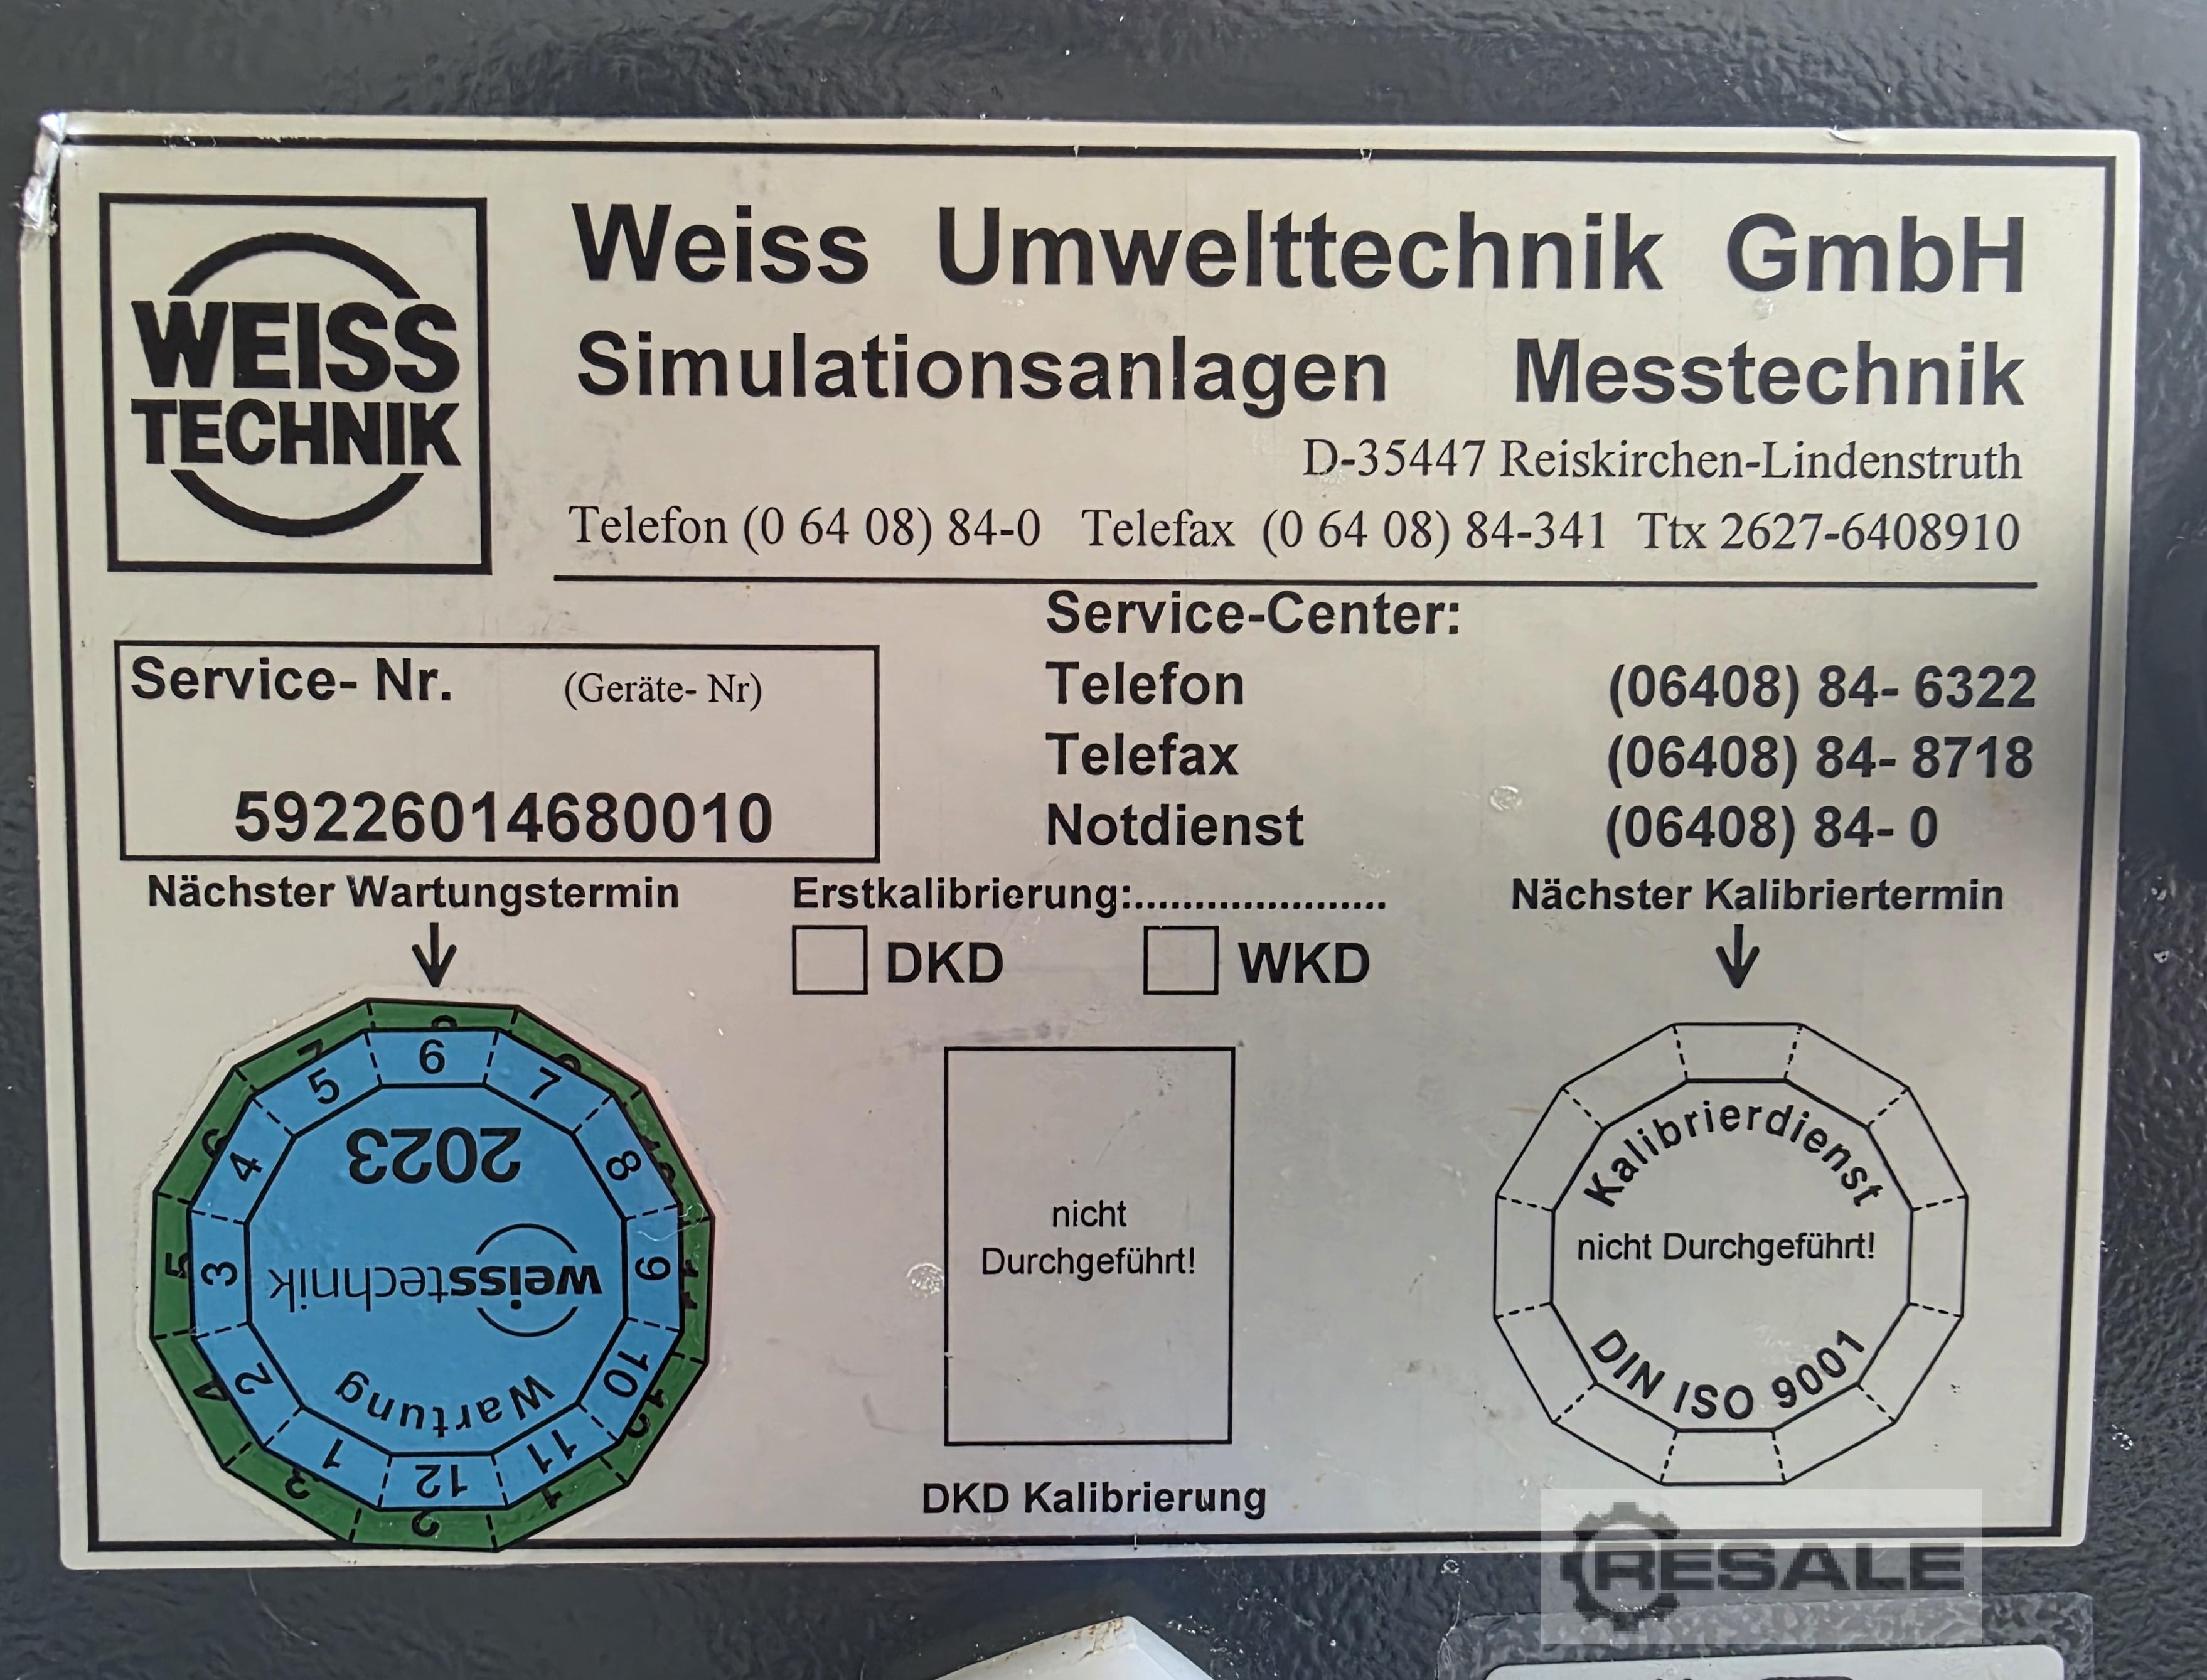 WEISS
TECHNIK
Weiss Umwelttechnik GmbH
Simulationsanlagen Messtechnik
D-35447 Reiskirchen-Lindenstruth
Telefon (0 64 08) 84-0 Telefax (0 64 08) 84-341 Ttx 2627-6408910
Service- Nr. (Geräte- Nr)
59226014680010
Service-Center:
Telefon (06408) 84- 6322
Telefax (06408) 84- 8718
Notdienst (06408) 84- 0
Nächster Wartungstermin
Erstkalibrierung:.....................
DKD WKD
Nächster Kalibriertermin
1 2 3 4 5 6 7 8 9 10 11 12
2023
weisstechnik
Wartung
nicht
Durchgeführt!
DKD Kalibrierung
Kalibrierdienst
nicht Durchgeführt!
DIN ISO 9001
RESALE